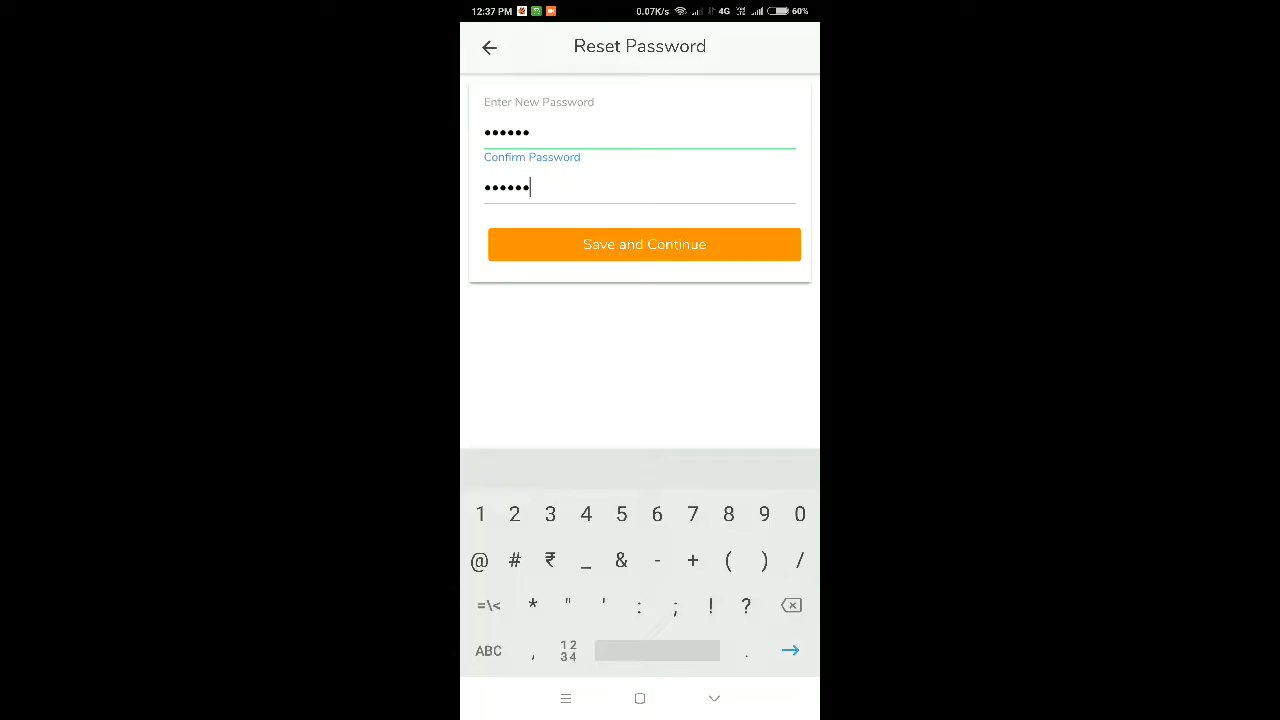 12:37 PM 0.07K/s 4G 60%
Reset Password
Enter New Password
••••••
Confirm Password
••••••
Save and Continue
1 2 3 4 5 6 7 8 9 0
@ # ₹ _ & - + ( ) /
=\< * " ' : ; ! ?
ABC , 12 34 .